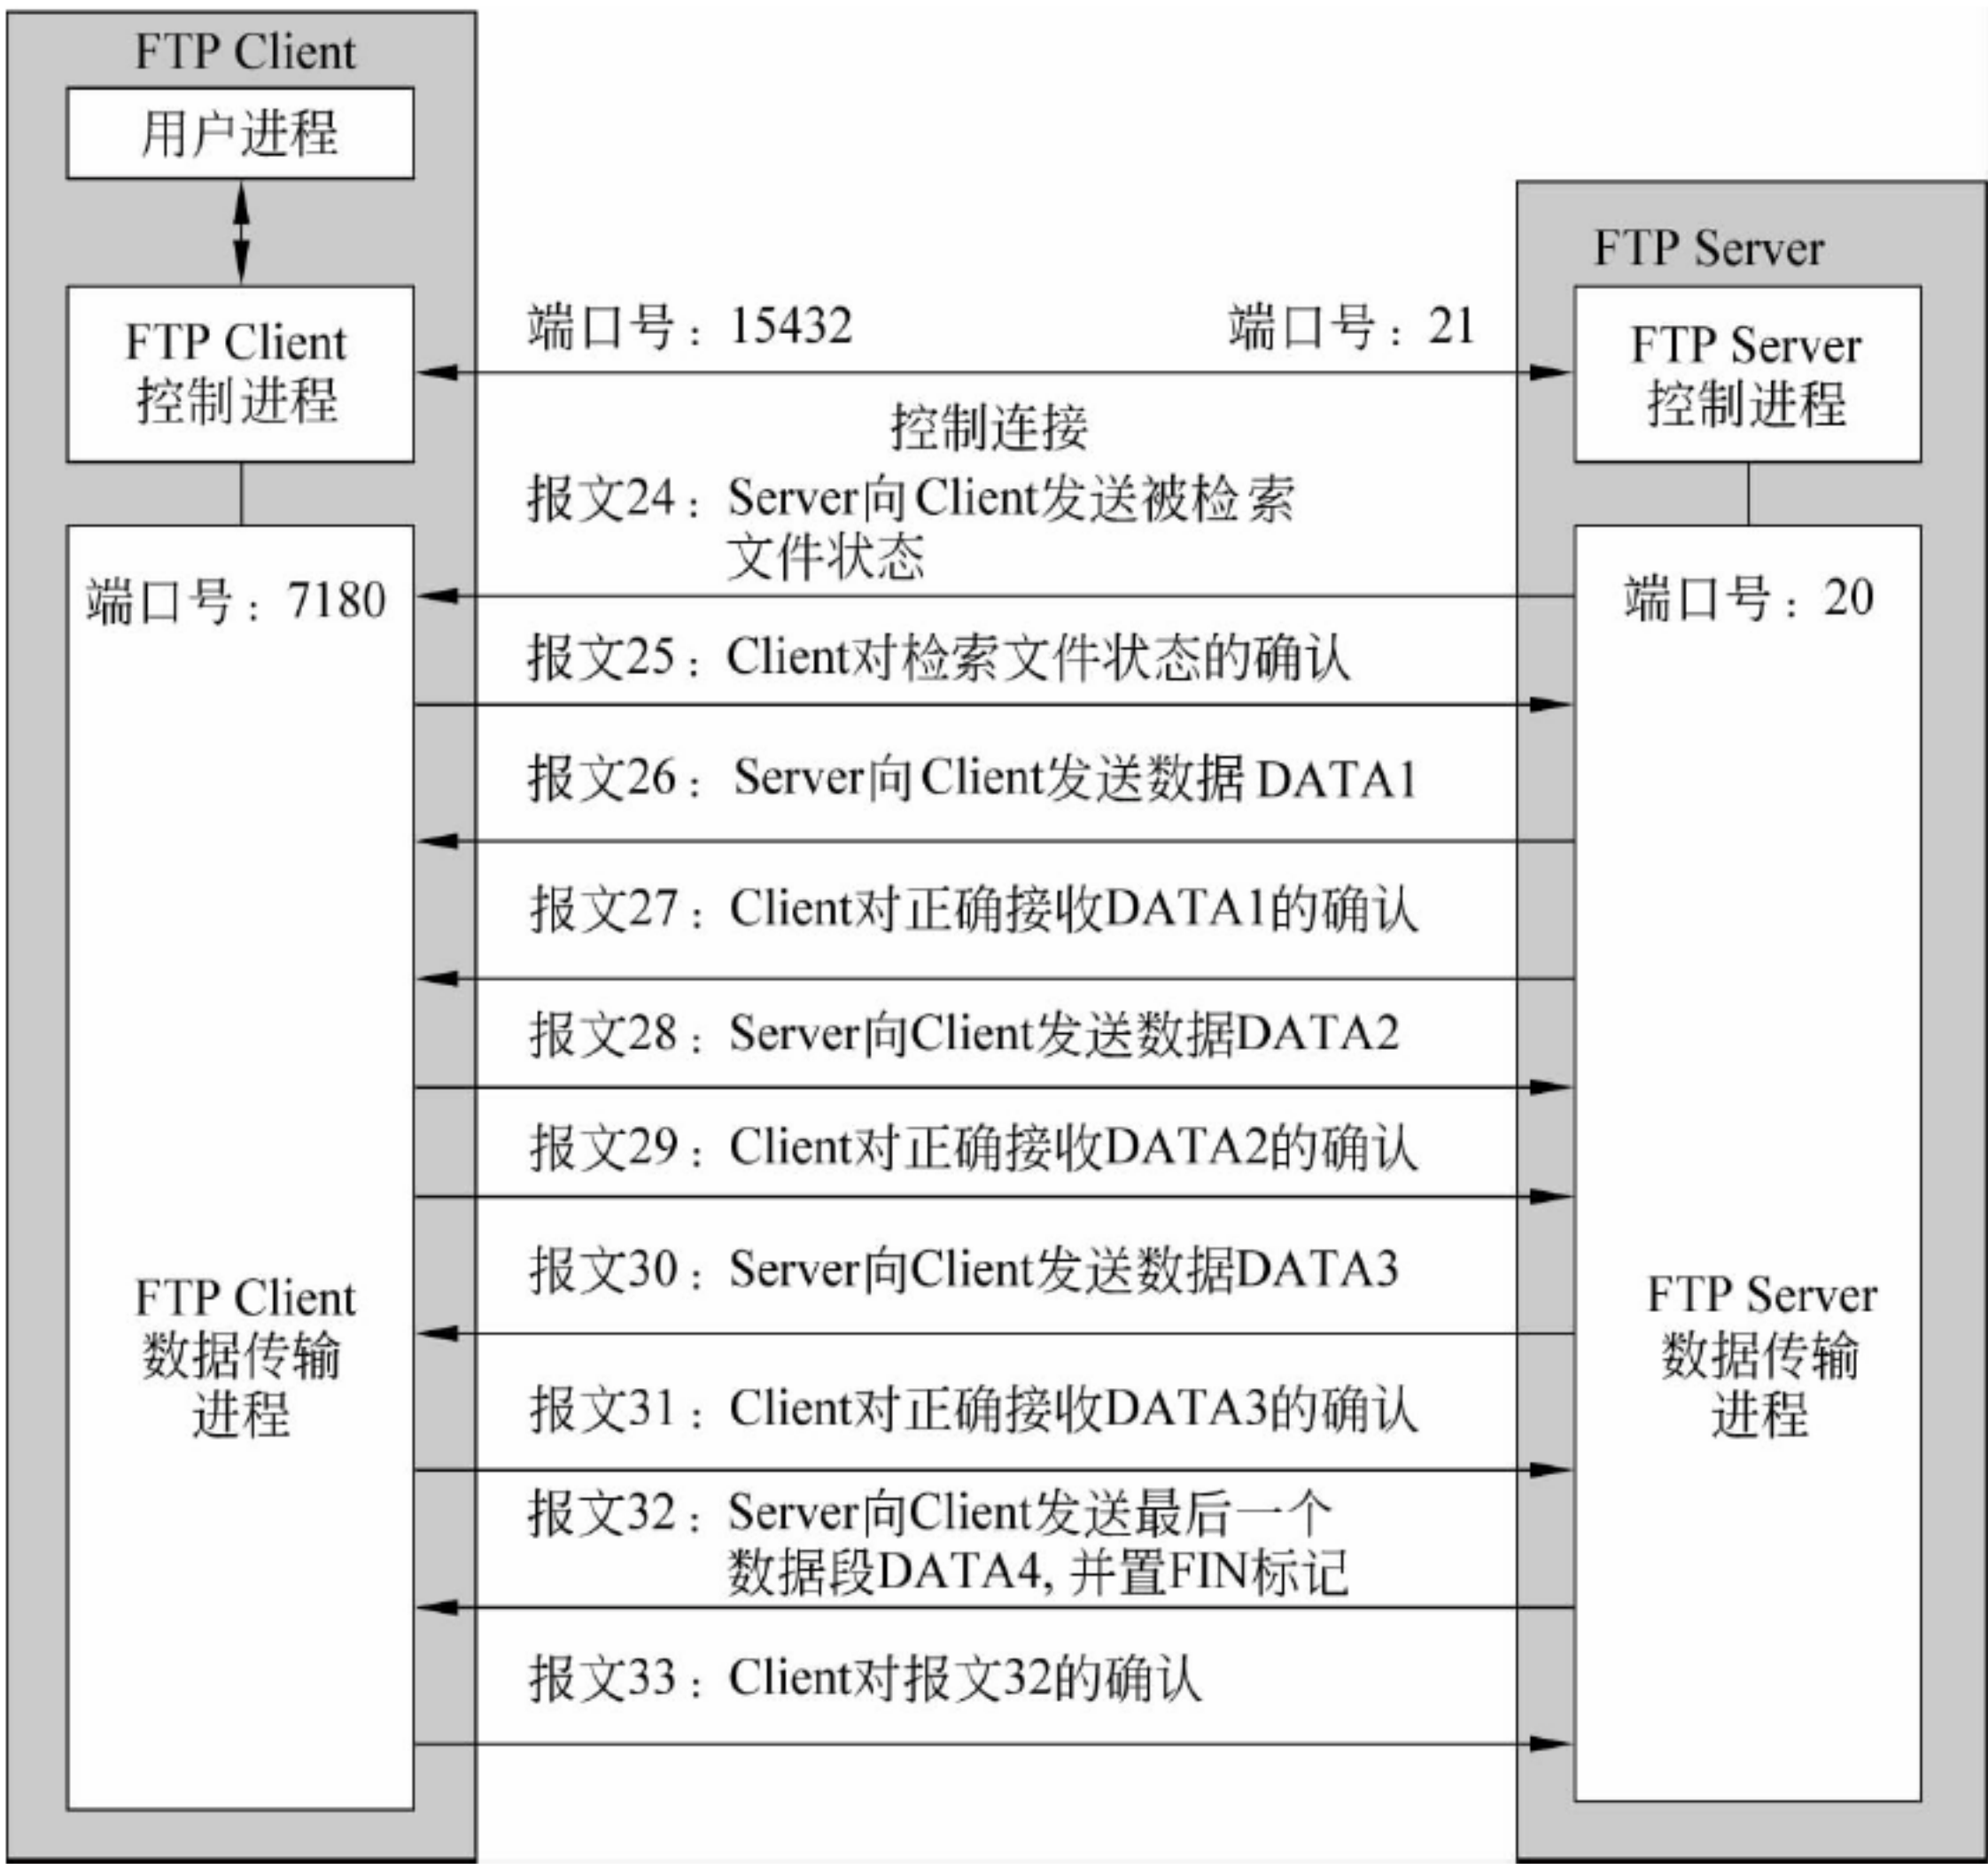 FTP Client
用户进程
FTP Server
FTP Client
控制进程
端口号：15432
端口号：21
FTP Server
控制进程
控制连接
报文24：Server向Client发送被检索
文件状态
端口号：7180
端口号：20
报文25：Client对检索文件状态的确认
报文26：Server向Client发送数据DATA1
报文27：Client对正确接收DATA1的确认
报文28：Server向Client发送数据DATA2
报文29：Client对正确接收DATA2的确认
报文30：Server向Client发送数据DATA3
FTP Client
数据传输
进程
FTP Server
数据传输
进程
报文31：Client对正确接收DATA3的确认
报文32：Server向Client发送最后一个
数据段DATA4, 并置FIN标记
报文33：Client对报文32的确认